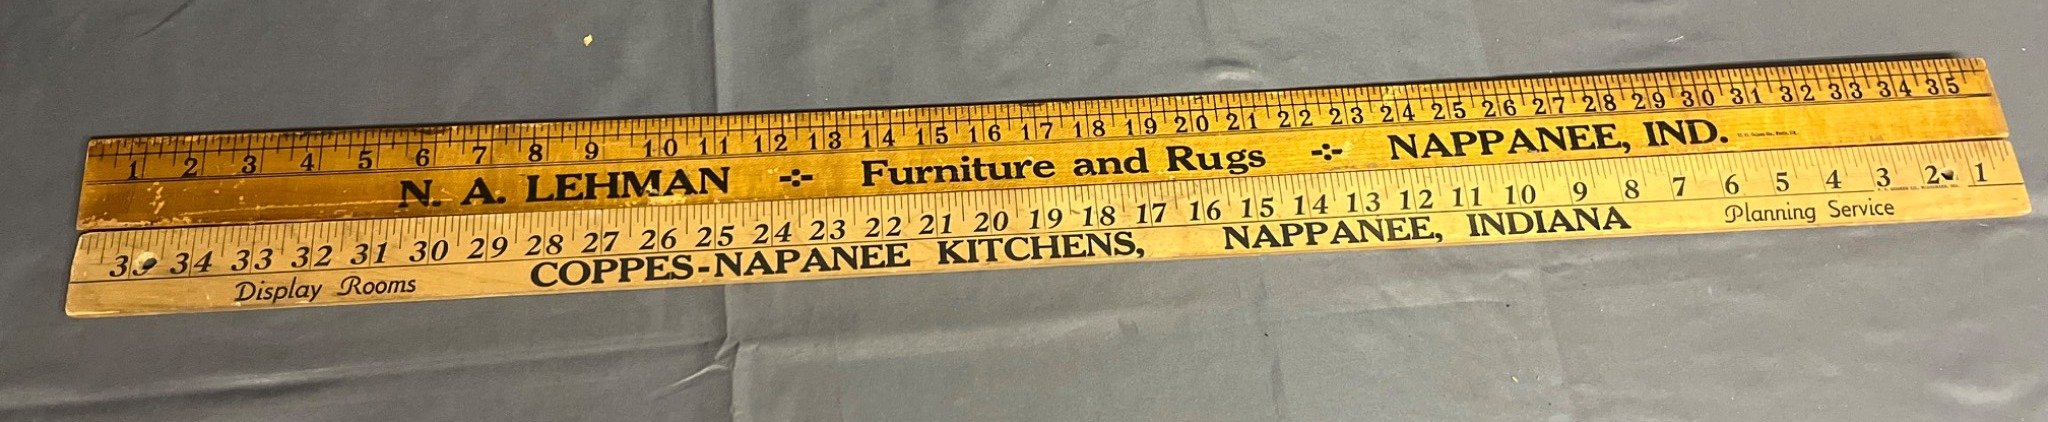 1 2 3 4 5 6 7 8 9 10 11 12 13 14 15 16 17 18 19 20 21 22 23 24 25 26 27 28 29 30 31 32 33 34 35
N. A. LEHMAN -:- Furniture and Rugs -:- NAPPANEE, IND.
35 34 33 32 31 30 29 28 27 26 25 24 23 22 21 20 19 18 17 16 15 14 13 12 11 10 9 8 7 6 5 4 3 2 1
Display Rooms COPPES-NAPANEE KITCHENS, NAPPANEE, INDIANA Planning Service